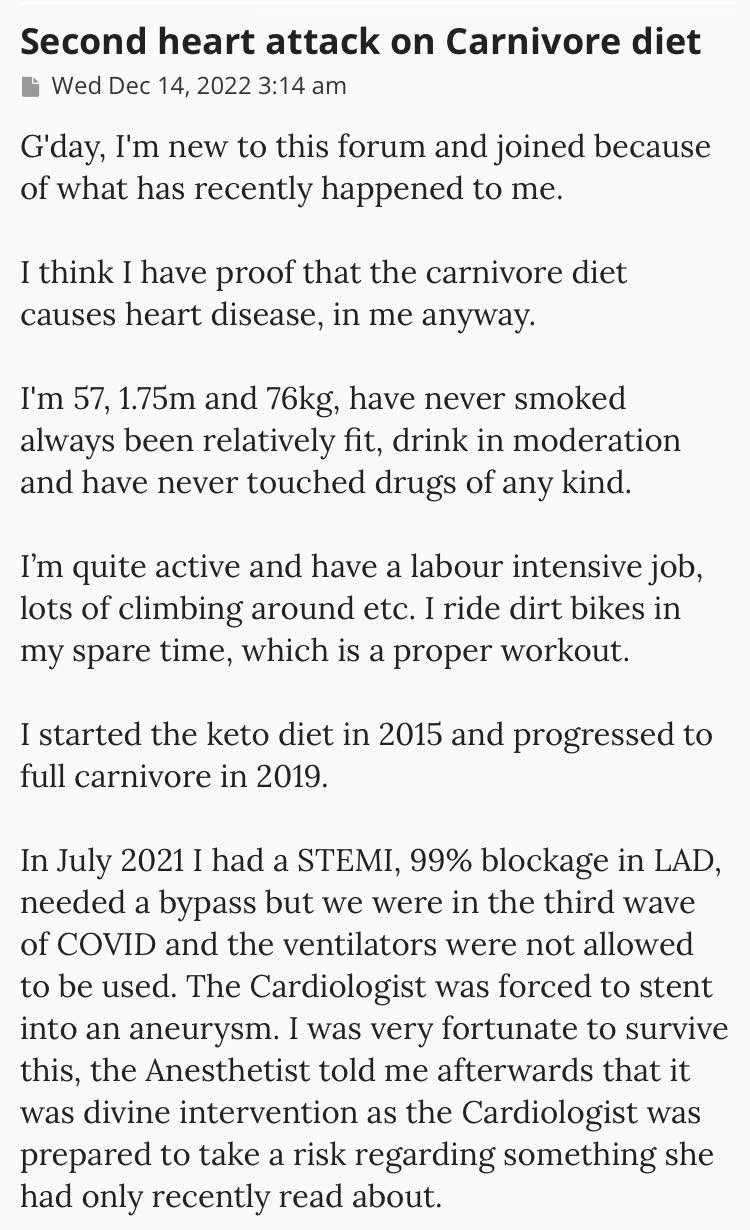 Second heart attack on Carnivore diet
Wed Dec 14, 2022 3:14 am
G'day, I'm new to this forum and joined because
of what has recently happened to me.
I think I have proof that the carnivore diet
causes heart disease, in me anyway.
I'm 57, 1.75m and 76kg, have never smoked
always been relatively fit, drink in moderation
and have never touched drugs of any kind.
I’m quite active and have a labour intensive job,
lots of climbing around etc. I ride dirt bikes in
my spare time, which is a proper workout.
I started the keto diet in 2015 and progressed to
full carnivore in 2019.
In July 2021 I had a STEMI, 99% blockage in LAD,
needed a bypass but we were in the third wave
of COVID and the ventilators were not allowed
to be used. The Cardiologist was forced to stent
into an aneurysm. I was very fortunate to survive
this, the Anesthetist told me afterwards that it
was divine intervention as the Cardiologist was
prepared to take a risk regarding something she
had only recently read about.